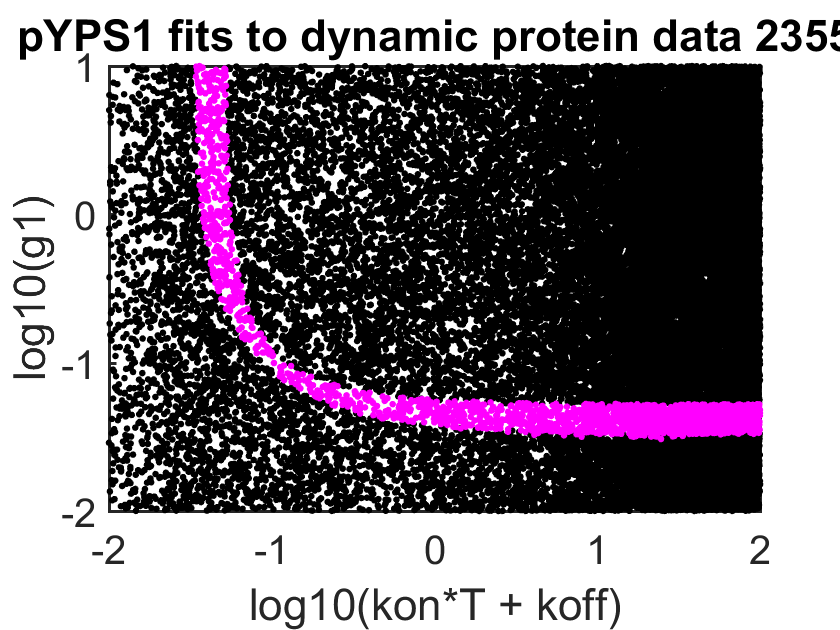 pYPS1 fits to dynamic protein data 2355
1
0
-1
-2
log10(g1)
-2 -1 0 1 2
log10(kon*T + koff)